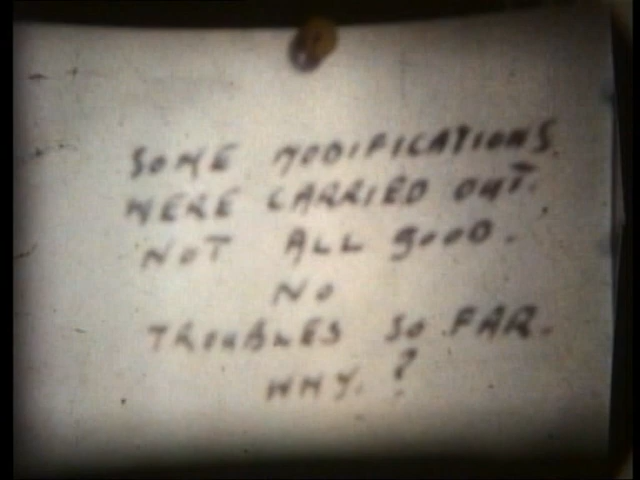 SOME MODIFICATIONS.
WERE CARRIED OUT.
NOT ALL gOOD.
NO
TROUBLES SO FAR.
WHY.?